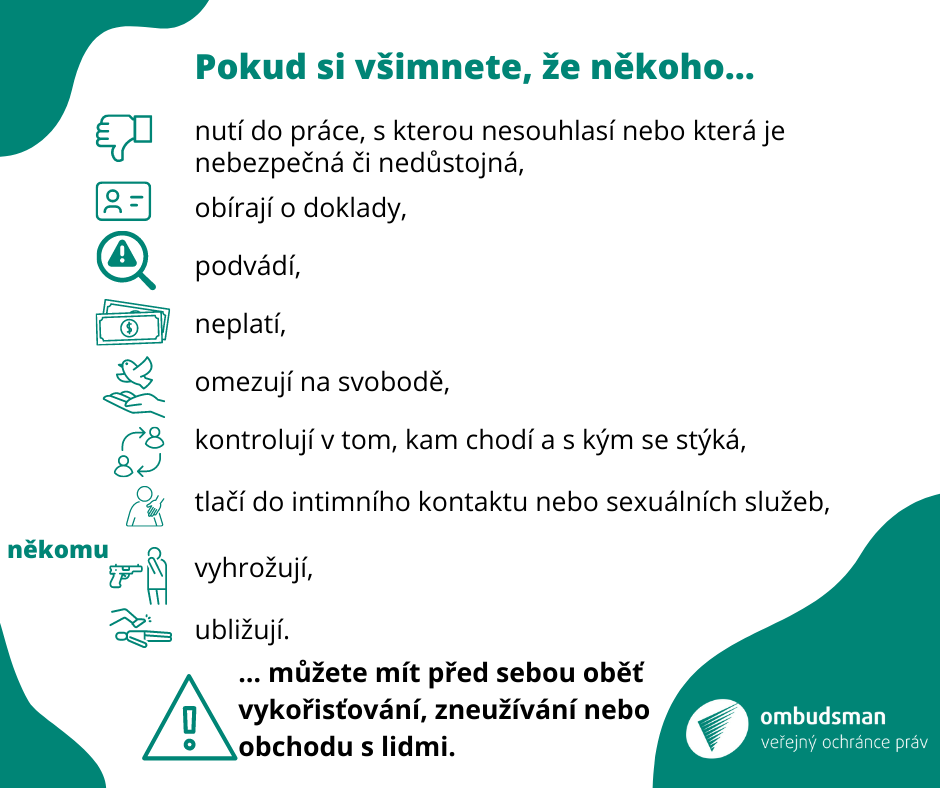 Pokud si všimnete, že někoho...
nutí do práce, s kterou nesouhlasí nebo která je
nebezpečná či nedůstojná,
obírají o doklady,
podvádí,
neplatí,
omezují na svobodě,
kontrolují v tom, kam chodí a s kým se stýká,
tlačí do intimního kontaktu nebo sexuálních služeb,
někomu
vyhrožují,
ubližují.
... můžete mít před sebou oběť
vykořisťování, zneužívání nebo
obchodu s lidmi.
ombudsman
veřejný ochránce práv